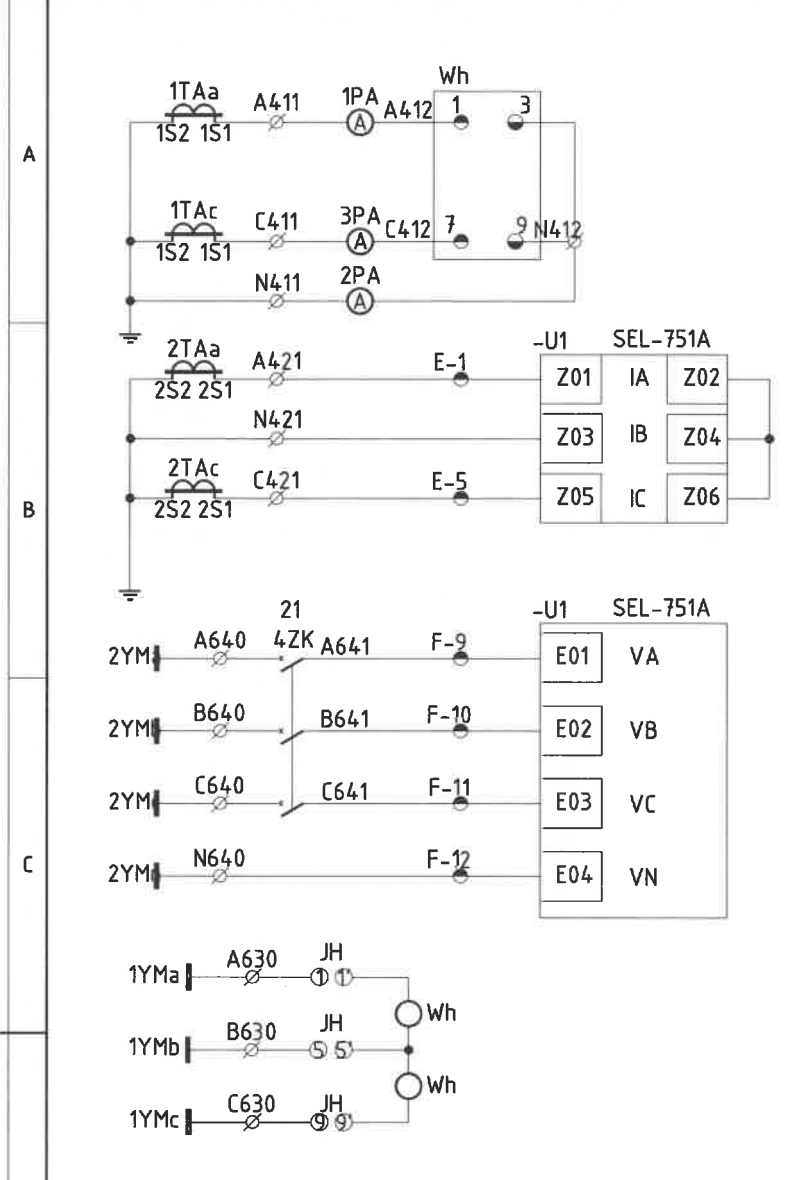 Wh
1TAa A411 1PA A412 1 3
1S2 1S1
A
1TAc C411 3PA C412 7 9 N412
1S2 1S1
N411 2PA
-U1 SEL-751A
2TAa A421 E-1 Z01 IA Z02
2S2 2S1
N421 Z03 IB Z04
2TAc C421 E-5 Z05 IC Z06
2S2 2S1
B
21 -U1 SEL-751A
2YM A640 4ZK A641 F-9 E01 VA
2YM B640 B641 F-10 E02 VB
2YM C640 C641 F-11 E03 VC
C
2YM N640 F-12 E04 VN
1YMa A630 JH 1 1'
Wh
1YMb B630 JH 5 5'
Wh
1YMc C630 JH 9 9'